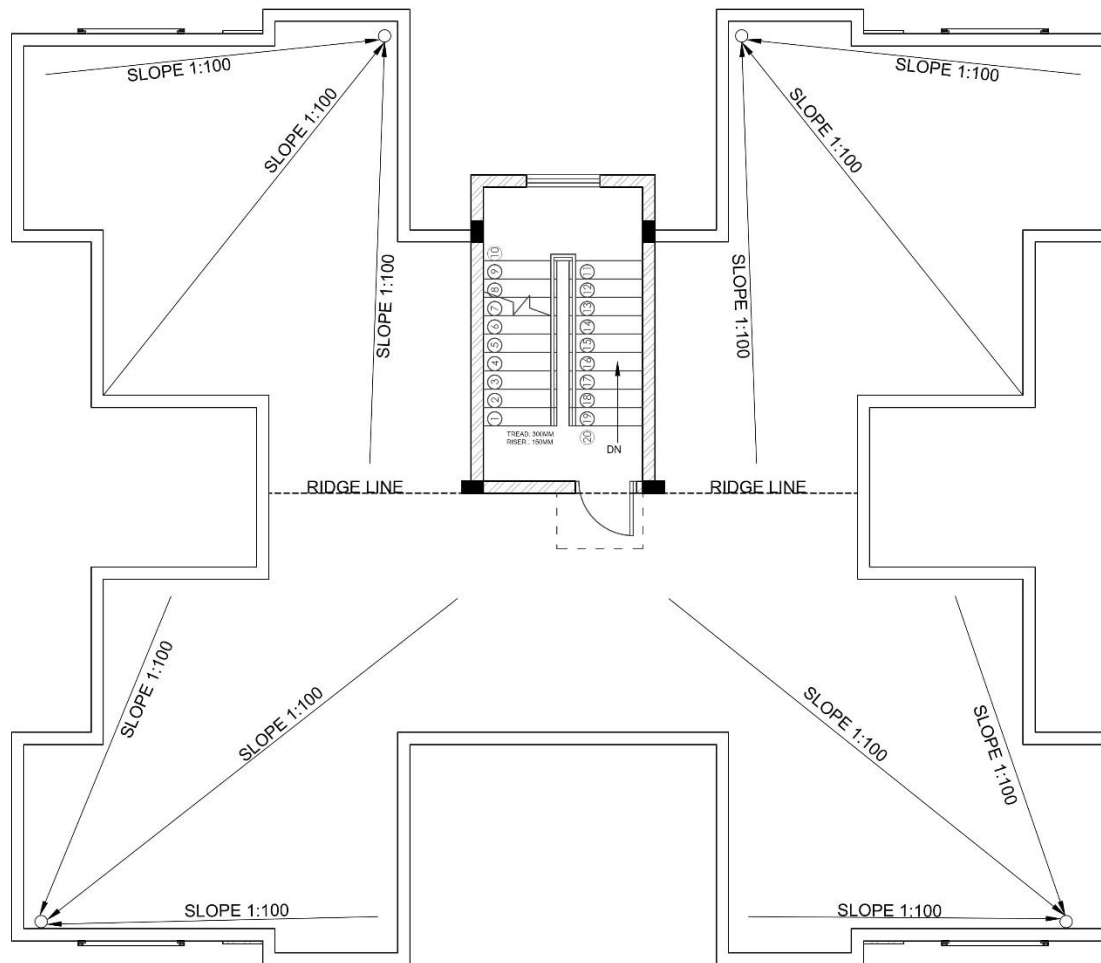 SLOPE 1:100
SLOPE 1:100
SLOPE 1:100
SLOPE 1:100
SLOPE 1:100
SLOPE 1:100
10
9
8
7
6
5
4
3
2
1
11
12
13
14
15
16
17
18
19
20
TREAD: 300MM
RISER : 150MM
DN
RIDGE LINE
RIDGE LINE
SLOPE 1:100
SLOPE 1:100
SLOPE 1:100
SLOPE 1:100
SLOPE 1:100
SLOPE 1:100